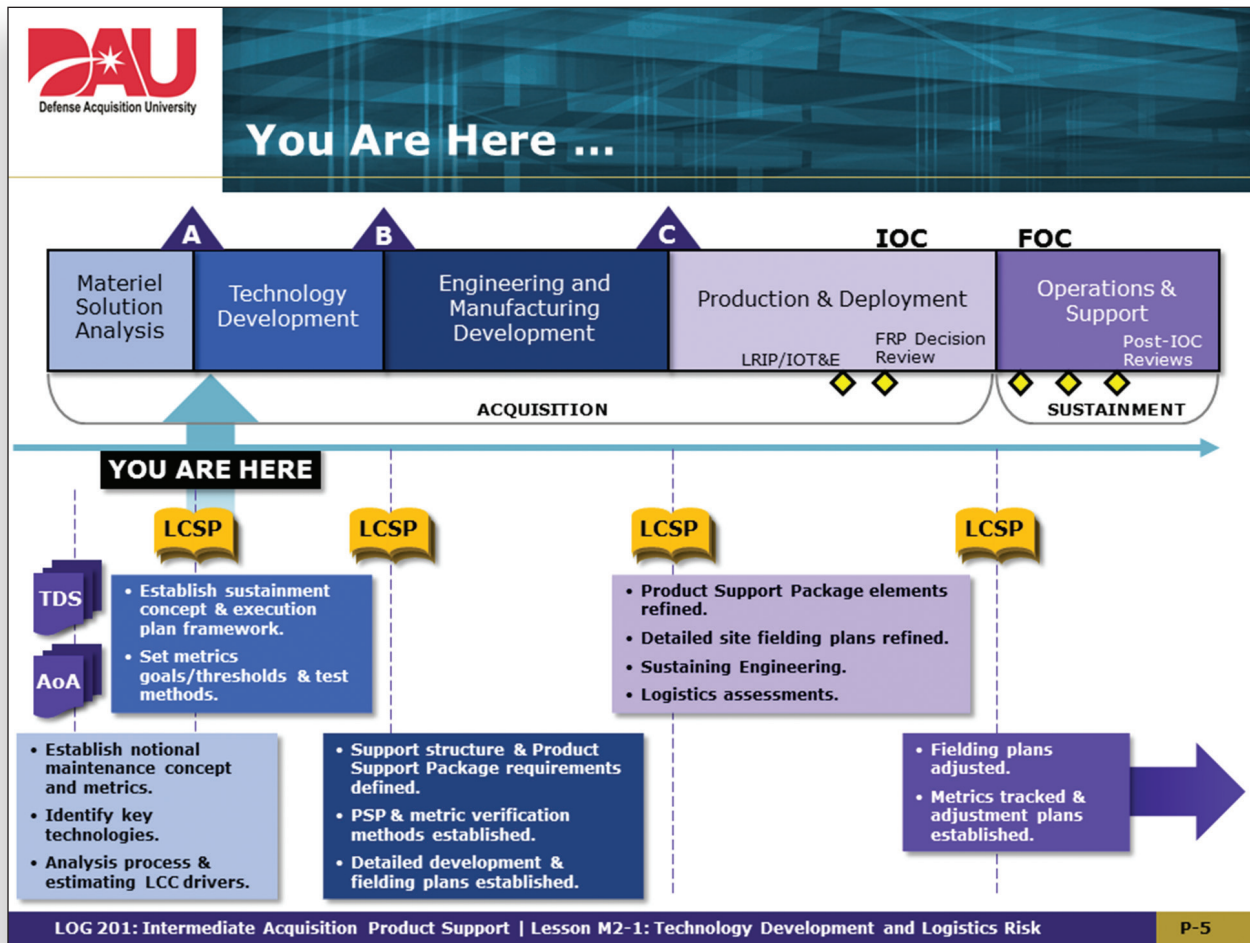 DAU
Defense Acquisition University
You Are Here ...
A
B
C
IOC
FOC
Materiel
Solution
Analysis
Technology
Development
Engineering and
Manufacturing
Development
Production & Deployment
LRIP/IOT&E
FRP Decision
Review
Operations &
Support
Post-IOC
Reviews
ACQUISITION
SUSTAINMENT
YOU ARE HERE
LCSP
LCSP
LCSP
LCSP
TDS
AoA
• Establish sustainment
concept & execution
plan framework.
• Set metrics
goals/thresholds & test
methods.
• Product Support Package elements
refined.
• Detailed site fielding plans refined.
• Sustaining Engineering.
• Logistics assessments.
• Establish notional
maintenance concept
and metrics.
• Identify key
technologies.
• Analysis process &
estimating LCC drivers.
• Support structure & Product
Support Package requirements
defined.
• PSP & metric verification
methods established.
• Detailed development &
fielding plans established.
• Fielding plans
adjusted.
• Metrics tracked &
adjustment plans
established.
LOG 201: Intermediate Acquisition Product Support | Lesson M2-1: Technology Development and Logistics Risk
P-5